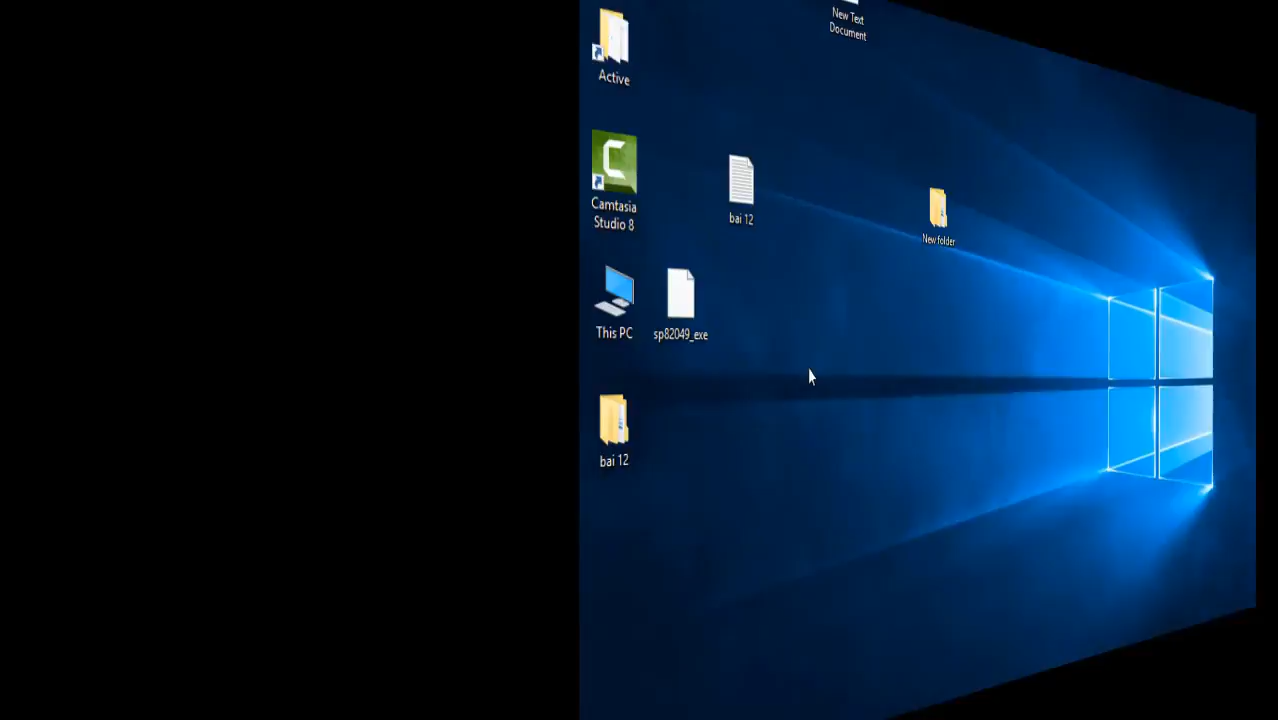 New Text
Document
Active
Camtasia
Studio 8
bai 12
New folder
This PC
sp82049_exe
bai 12